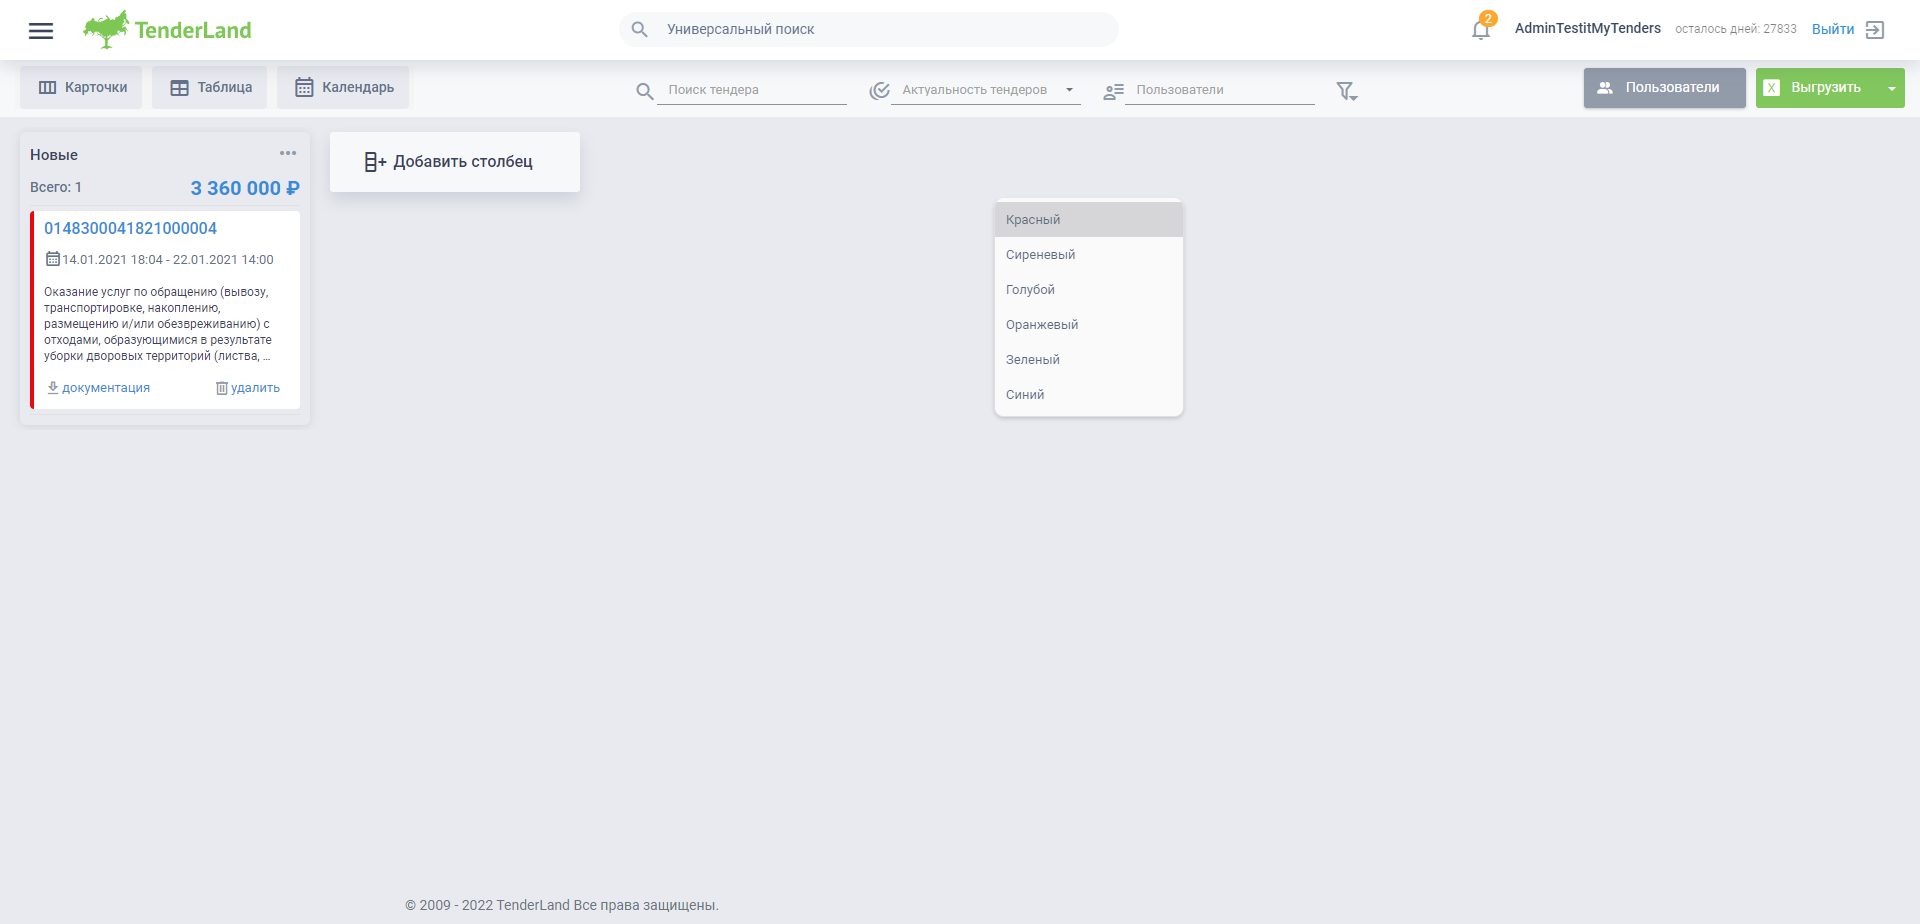 TenderLand
Универсальный поиск
2
AdminTestitMyTenders
осталось дней: 27833
Выйти
Карточки
Таблица
Календарь
Поиск тендера
Актуальность тендеров
Пользователи
Пользователи
X
Выгрузить
Новые
Всего: 1
3 360 000 ₽
0148300041821000004
14.01.2021 18:04 - 22.01.2021 14:00
Оказание услуг по обращению (вывозу,
транспортировке, накоплению,
размещению и/или обезвреживанию) с
отходами, образующимися в результате
уборки дворовых территорий (листва, ...
документация
удалить
Добавить столбец
Красный
Сиреневый
Голубой
Оранжевый
Зеленый
Синий
© 2009 - 2022 TenderLand Все права защищены.